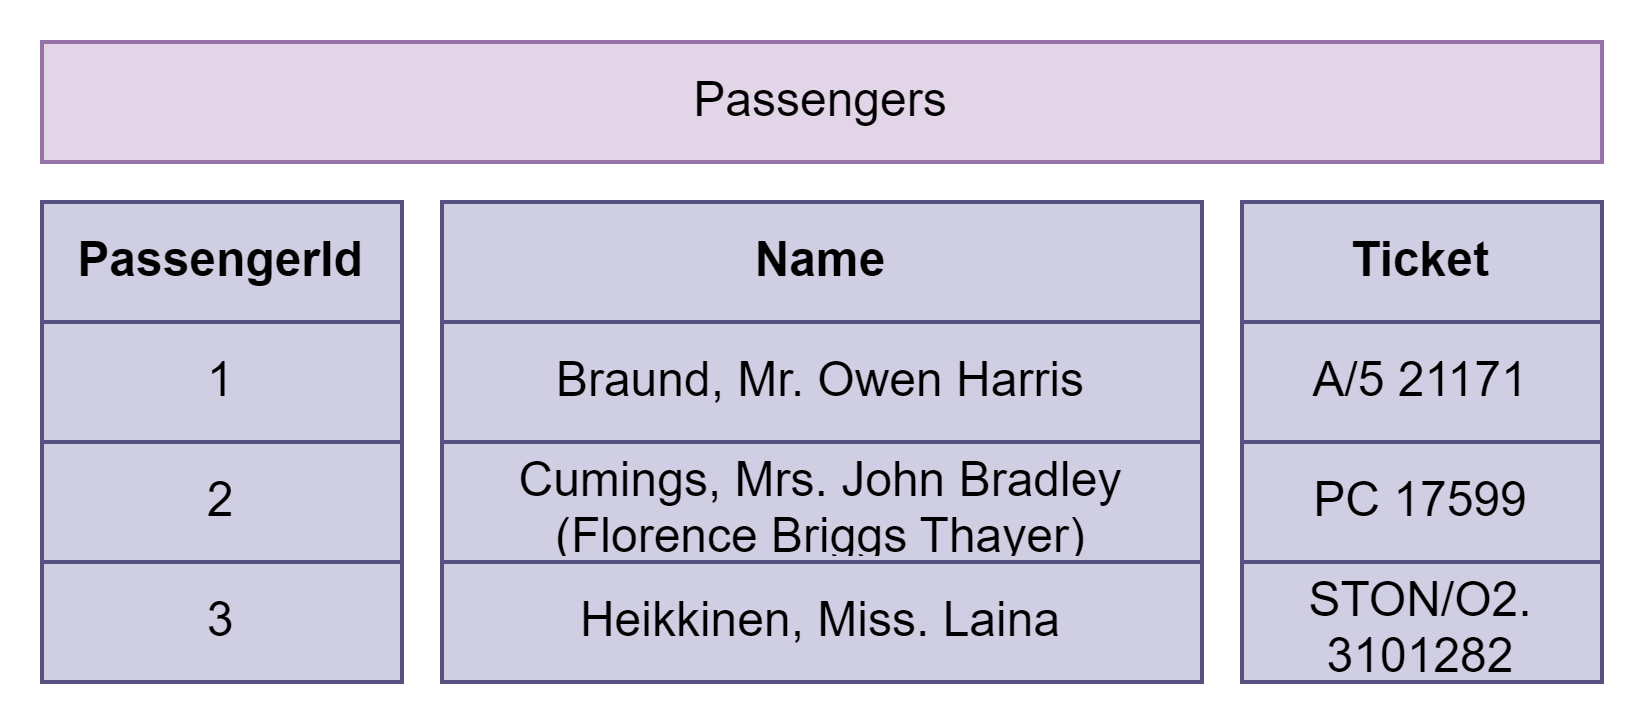 Passengers
PassengerId Name Ticket
1 Braund, Mr. Owen Harris A/5 21171
2 Cumings, Mrs. John Bradley PC 17599
(Florence Briggs Thayer)
3 Heikkinen, Miss. Laina STON/O2.
3101282